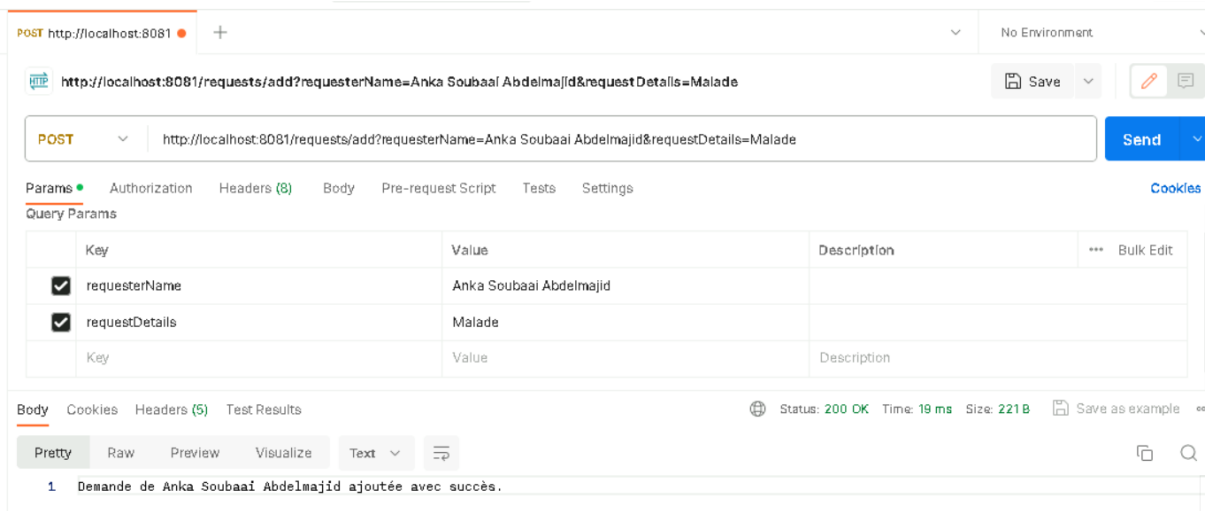 POST http://localhost:8081
No Environment
HTTP http://localhost:8081/requests/add?requesterName=Anka Soubaai Abdelmajid&requestDetails=Malade
Save
POST http://localhost:8081/requests/add?requesterName=Anka Soubaai Abdelmajid&requestDetails=Malade
Send
Params Authorization Headers (8) Body Pre-request Script Tests Settings Cookies
Query Params
Key Value Description ••• Bulk Edit
requesterName Anka Soubaai Abdelmajid
requestDetails Malade
Key Value Description
Body Cookies Headers (5) Test Results Status: 200 OK Time: 19 ms Size: 221 B Save as example
Pretty Raw Preview Visualize Text
1 Demande de Anka Soubaai Abdelmajid ajoutée avec succès.